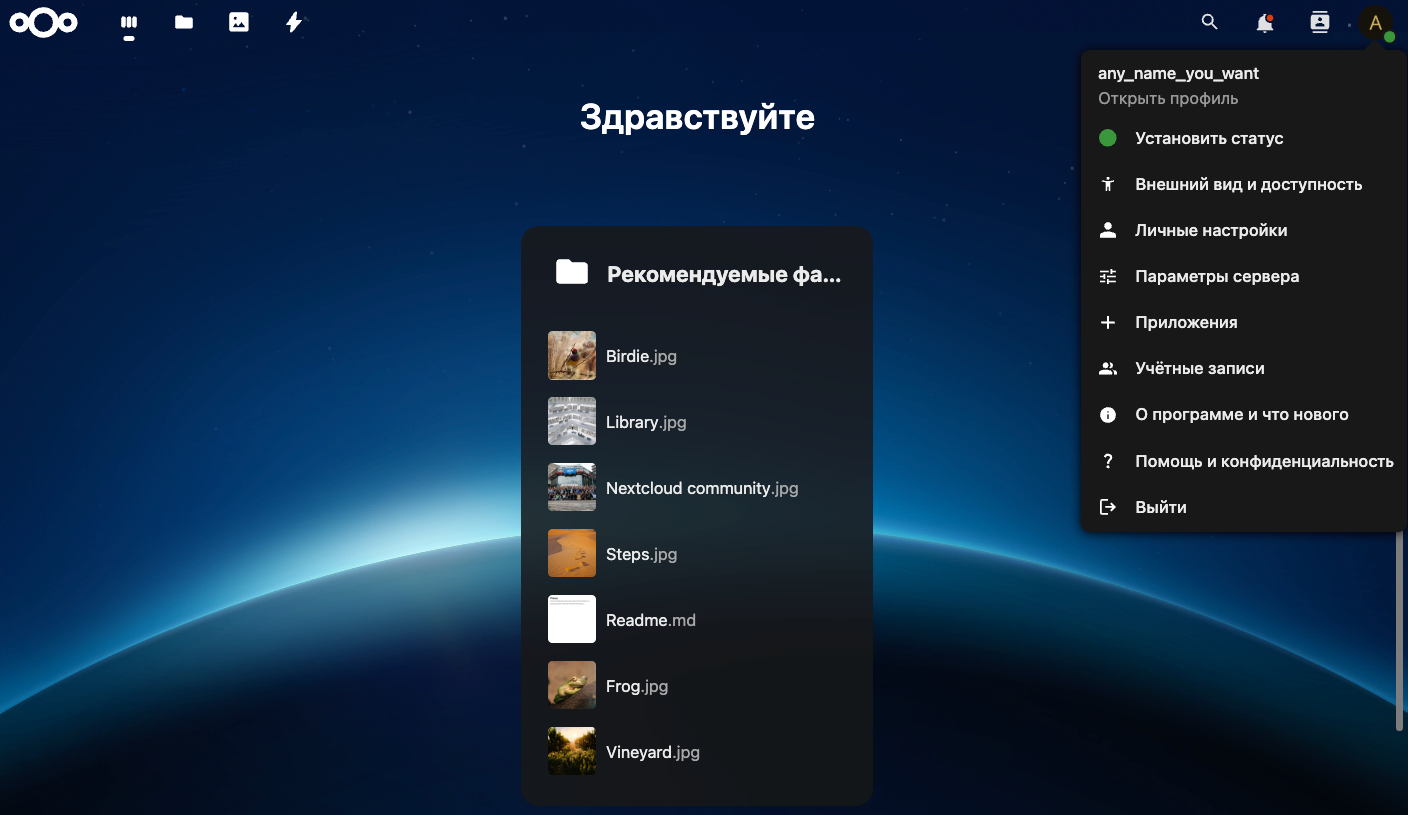 A
any_name_you_want
Открыть профиль
Установить статус
Внешний вид и доступность
Личные настройки
Параметры сервера
Приложения
Учётные записи
О программе и что нового
Помощь и конфиденциальность
Выйти
Здравствуйте
Рекомендуемые фа...
Birdie.jpg
Library.jpg
Nextcloud community.jpg
Steps.jpg
Readme.md
Frog.jpg
Vineyard.jpg